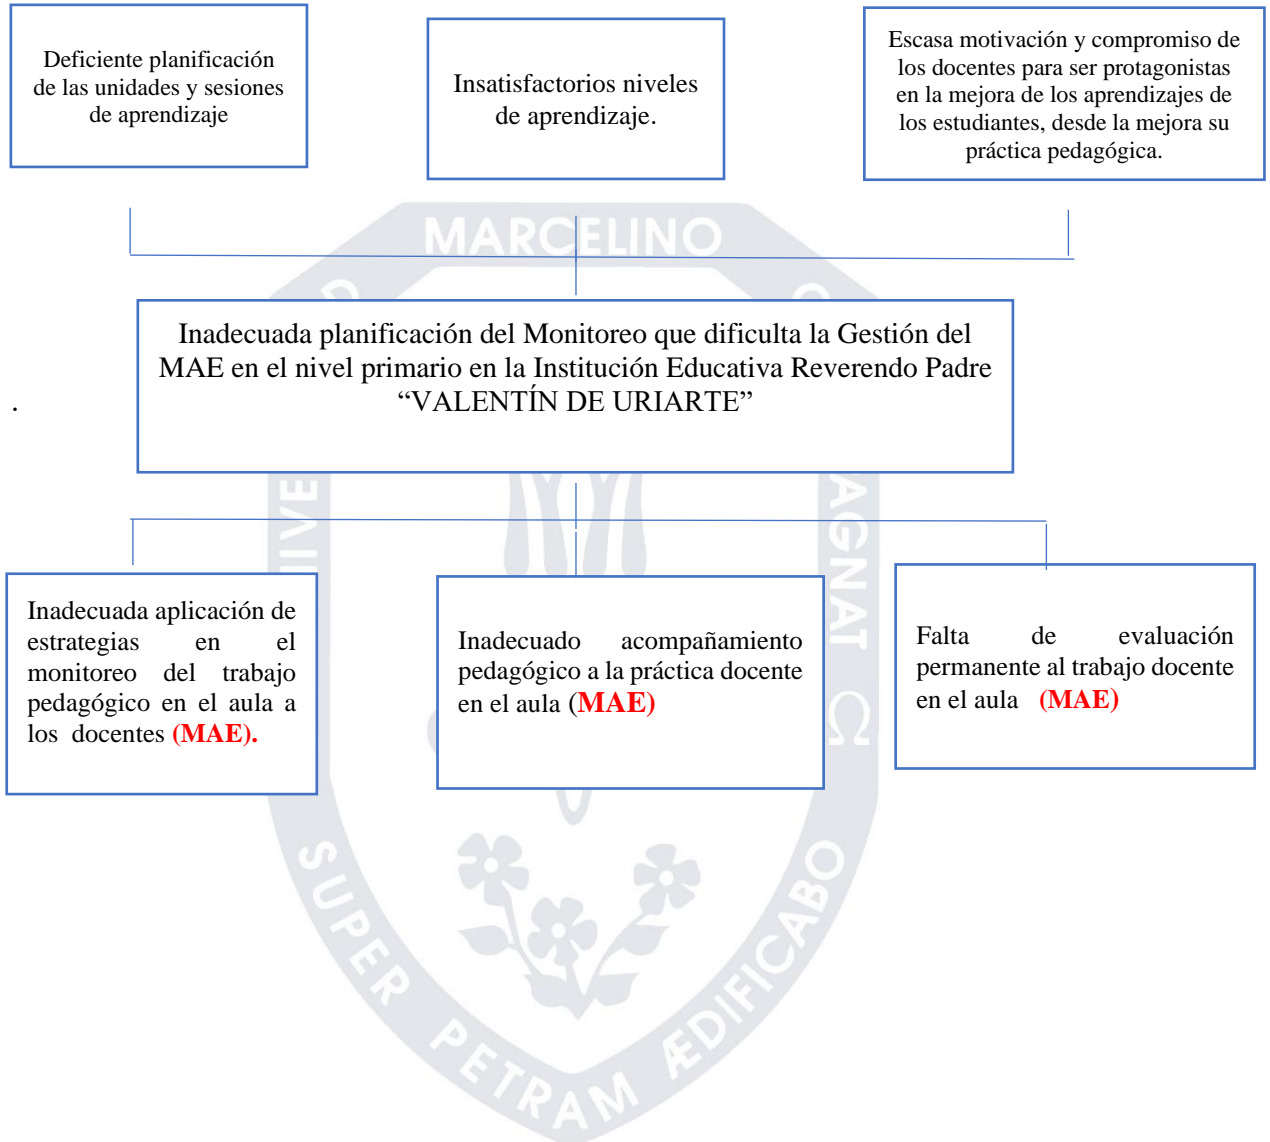 Deficiente planificación
de las unidades y sesiones
de aprendizaje
Insatisfactorios niveles
de aprendizaje.
Escasa motivación y compromiso de
los docentes para ser protagonistas
en la mejora de los aprendizajes de
los estudiantes, desde la mejora su
práctica pedagógica.
MARCELINO
Inadecuada planificación del Monitoreo que dificulta la Gestión del
MAE en el nivel primario en la Institución Educativa Reverendo Padre
“VALENTÍN DE URIARTE”
.
Inadecuada aplicación de
estrategias en el
monitoreo del trabajo
pedagógico en el aula a
los docentes (MAE).
Inadecuado acompañamiento
pedagógico a la práctica docente
en el aula (MAE)
Falta de evaluación
permanente al trabajo docente
en el aula (MAE)
AGNAT Ω
SUPER PETRAM ÆDIFICABO